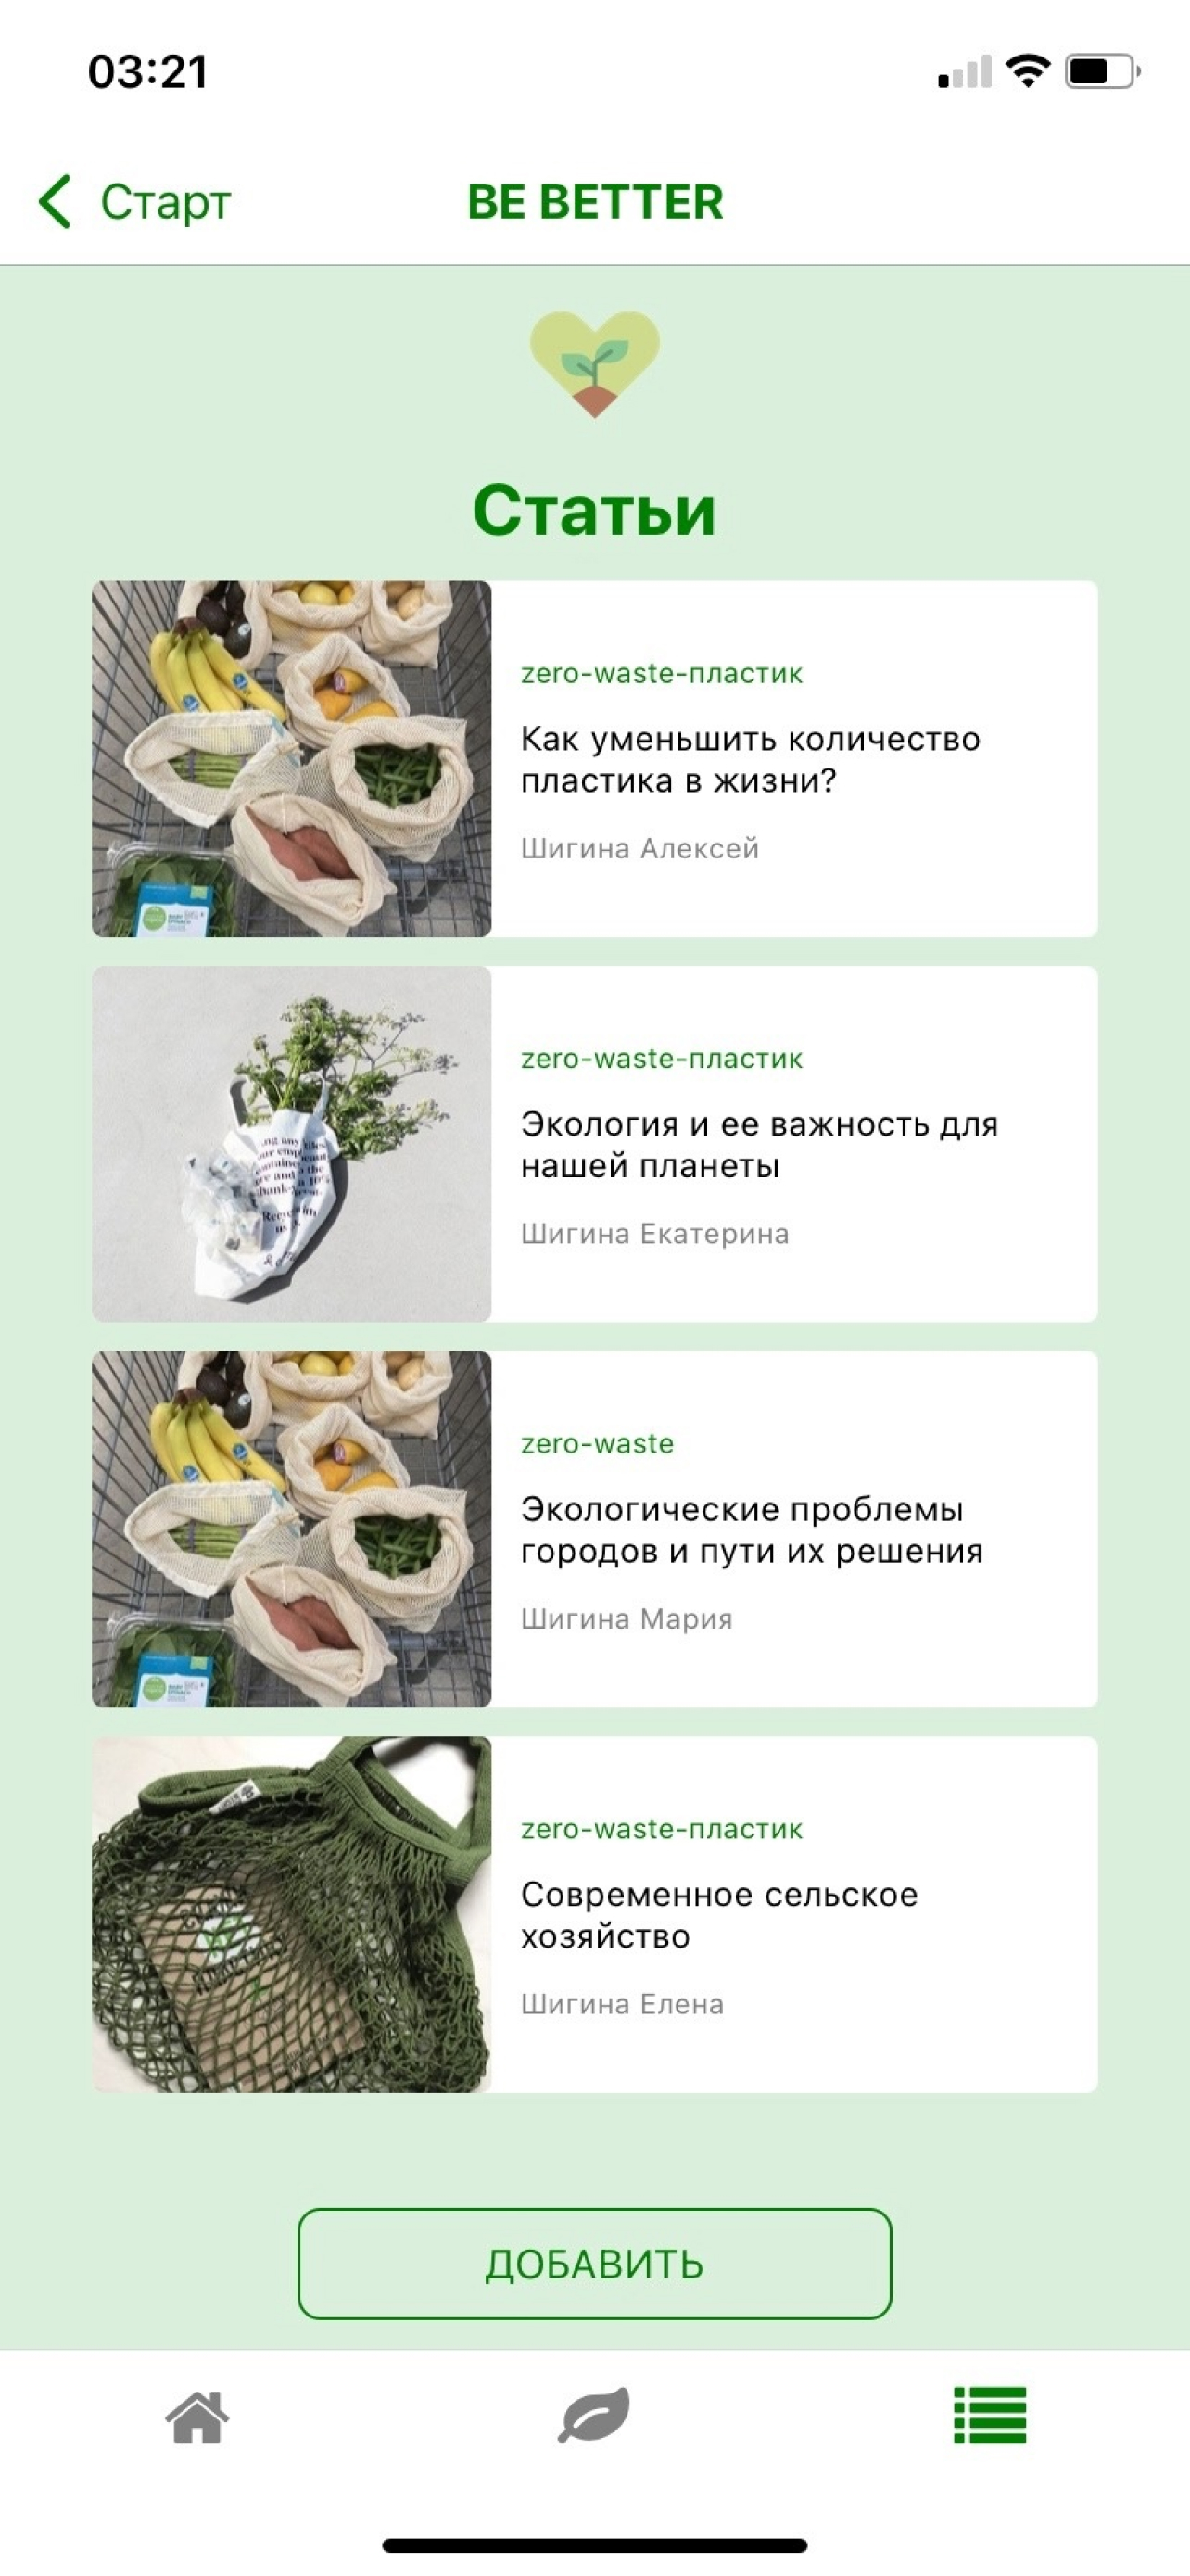 03:21
Старт
BE BETTER
Статьи
zero-waste-пластик
Как уменьшить количество
пластика в жизни?
Шигина Алексей
zero-waste-пластик
Экология и ее важность для
нашей планеты
Шигина Екатерина
zero-waste
Экологические проблемы
городов и пути их решения
Шигина Мария
zero-waste-пластик
Современное сельское
хозяйство
Шигина Елена
ДОБАВИТЬ